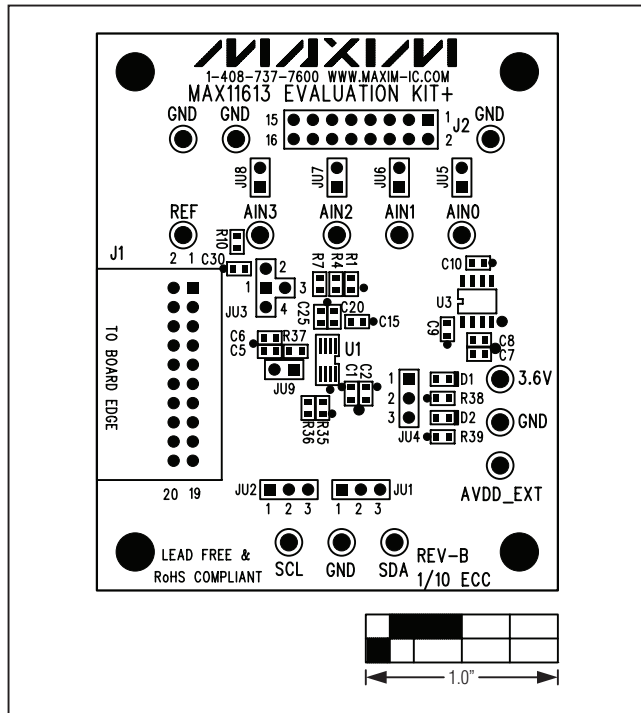 MAXIM
1-408-737-7600 WWW.MAXIM-IC.COM
MAX11613 EVALUATION KIT+
GND
GND
15
16
1
2
J2
GND
JU8
JU7
JU6
JU5
REF
AIN3
AIN2
AIN1
AIN0
J1
2 1
R10
C30
2
1
3
4
JU3
R7
R4
R1
C10
U3
C25
C20
C15
C9
C8
C7
C6
C5
R37
U1
JU9
C1
C2
TO BOARD EDGE
1
2
3
JU4
D1
R38
D2
R39
3.6V
GND
AVDD_EXT
R36
R35
20 19
JU2
1 2 3
JU1
1 2 3
LEAD FREE &
RoHS COMPLIANT
SCL
GND
SDA
REV-B
1/10 ECC
1.0"